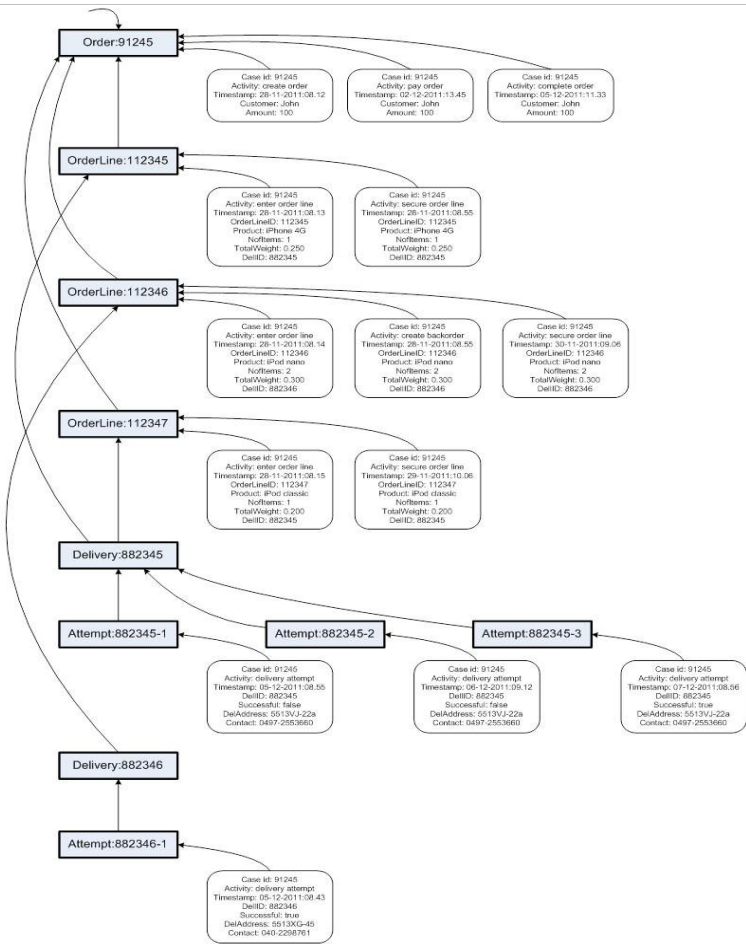 Order:91245
Case id: 91245
Activity: create order
Timestamp: 28-11-2011:08.12
Customer: John
Amount: 100
Case id: 91245
Activity: pay order
Timestamp: 02-12-2011:13.45
Customer: John
Amount: 100
Case id: 91245
Activity: complete order
Timestamp: 05-12-2011:11.33
Customer: John
Amount: 100
OrderLine:112345
Case id: 91245
Activity: enter order line
Timestamp: 28-11-2011:08.13
OrderLineID: 112345
Product: iPhone 4G
NofItems: 1
TotalWeight: 0.250
DellID: 882345
Case id: 91245
Activity: secure order line
Timestamp: 28-11-2011:08.55
OrderLineID: 112345
Product: iPhone 4G
NofItems: 1
TotalWeight: 0.250
DellID: 882345
OrderLine:112346
Case id: 91245
Activity: enter order line
Timestamp: 28-11-2011:08.14
OrderLineID: 112346
Product: iPod nano
NofItems: 2
TotalWeight: 0.300
DellID: 882346
Case id: 91245
Activity: create backorder
Timestamp: 28-11-2011:08.55
OrderLineID: 112346
Product: iPod nano
NofItems: 2
TotalWeight: 0.300
DellID: 882346
Case id: 91245
Activity: secure order line
Timestamp: 30-11-2011:09.06
OrderLineID: 112346
Product: iPod nano
NofItems: 2
TotalWeight: 0.300
DellID: 882346
OrderLine:112347
Case id: 91245
Activity: enter order line
Timestamp: 28-11-2011:08.15
OrderLineID: 112347
Product: iPod classic
NofItems: 1
TotalWeight: 0.200
DellID: 882345
Case id: 91245
Activity: secure order line
Timestamp: 29-11-2011:10.06
OrderLineID: 112347
Product: iPod classic
NofItems: 1
TotalWeight: 0.200
DellID: 882345
Delivery:882345
Attempt:882345-1
Attempt:882345-2
Attempt:882345-3
Case id: 91245
Activity: delivery attempt
Timestamp: 05-12-2011:08.55
DellID: 882345
Successful: false
DelAddress: 5513VJ-22a
Contact: 0497-2553660
Case id: 91245
Activity: delivery attempt
Timestamp: 06-12-2011:09.12
DellID: 882345
Successful: false
DelAddress: 5513VJ-22a
Contact: 0497-2553660
Case id: 91245
Activity: delivery attempt
Timestamp: 07-12-2011:08.56
DellID: 882345
Successful: true
DelAddress: 5513VJ-22a
Contact: 0497-2553660
Delivery:882346
Attempt:882346-1
Case id: 91245
Activity: delivery attempt
Timestamp: 05-12-2011:08.43
DellID: 882346
Successful: true
DelAddress: 5513XG-45
Contact: 040-2298761